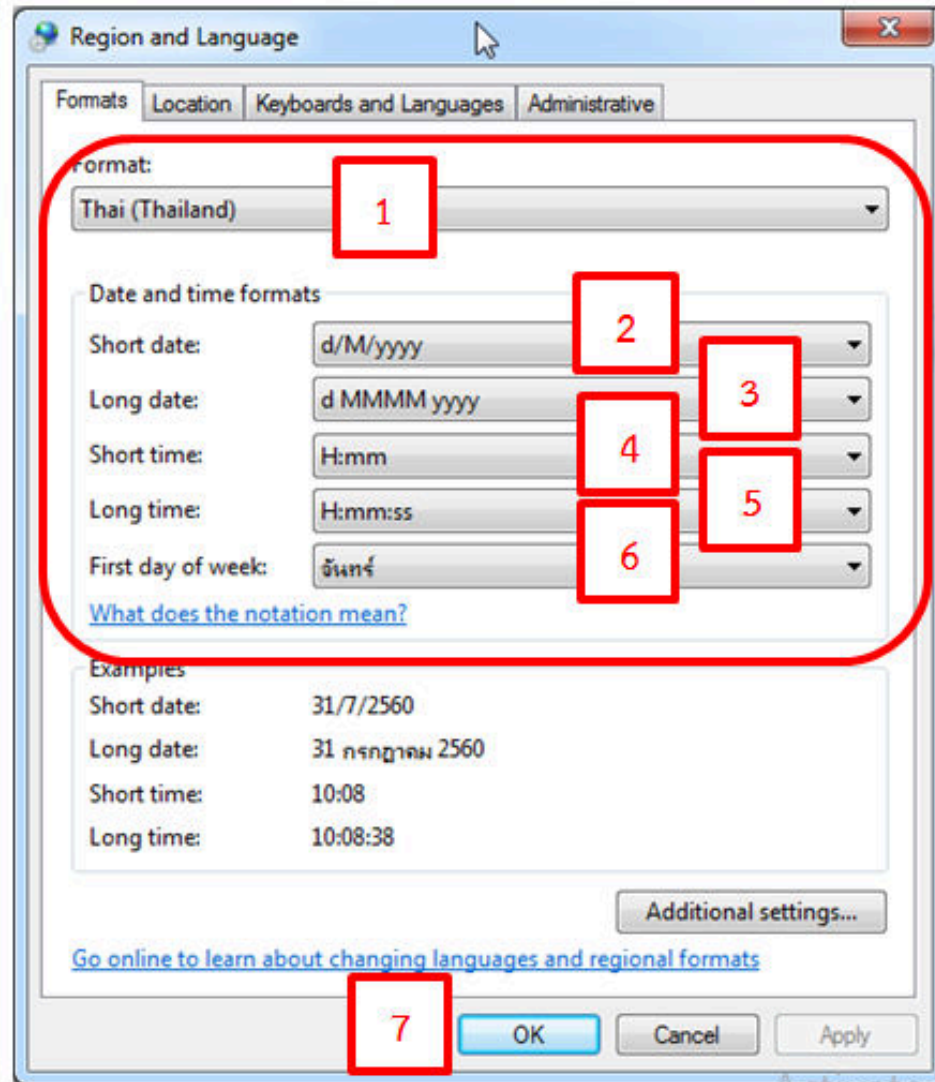 Region and Language
Formats Location Keyboards and Languages Administrative
Format:
Thai (Thailand) 1
Date and time formats
Short date: d/M/yyyy 2
Long date: d MMMM yyyy 3
Short time: H:mm 4
Long time: H:mm:ss 5
First day of week: จันทร์ 6
What does the notation mean?
Examples
Short date: 31/7/2560
Long date: 31 กรกฎาคม 2560
Short time: 10:08
Long time: 10:08:38
Additional settings...
Go online to learn about changing languages and regional formats
7 OK Cancel Apply